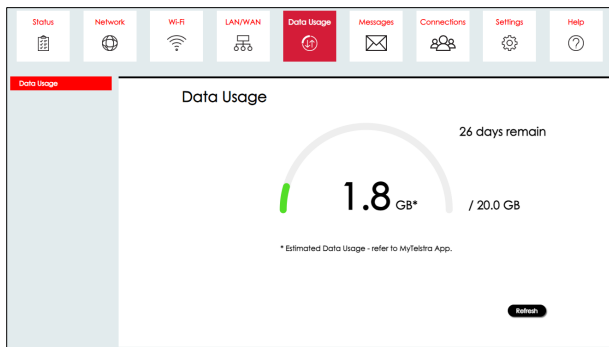 Status Network Wi-Fi LAN/WAN Data Usage Messages Connections Settings Help
Data Usage
Data Usage
26 days remain
1.8 GB* / 20.0 GB
* Estimated Data Usage - refer to MyTelstra App.
Refresh